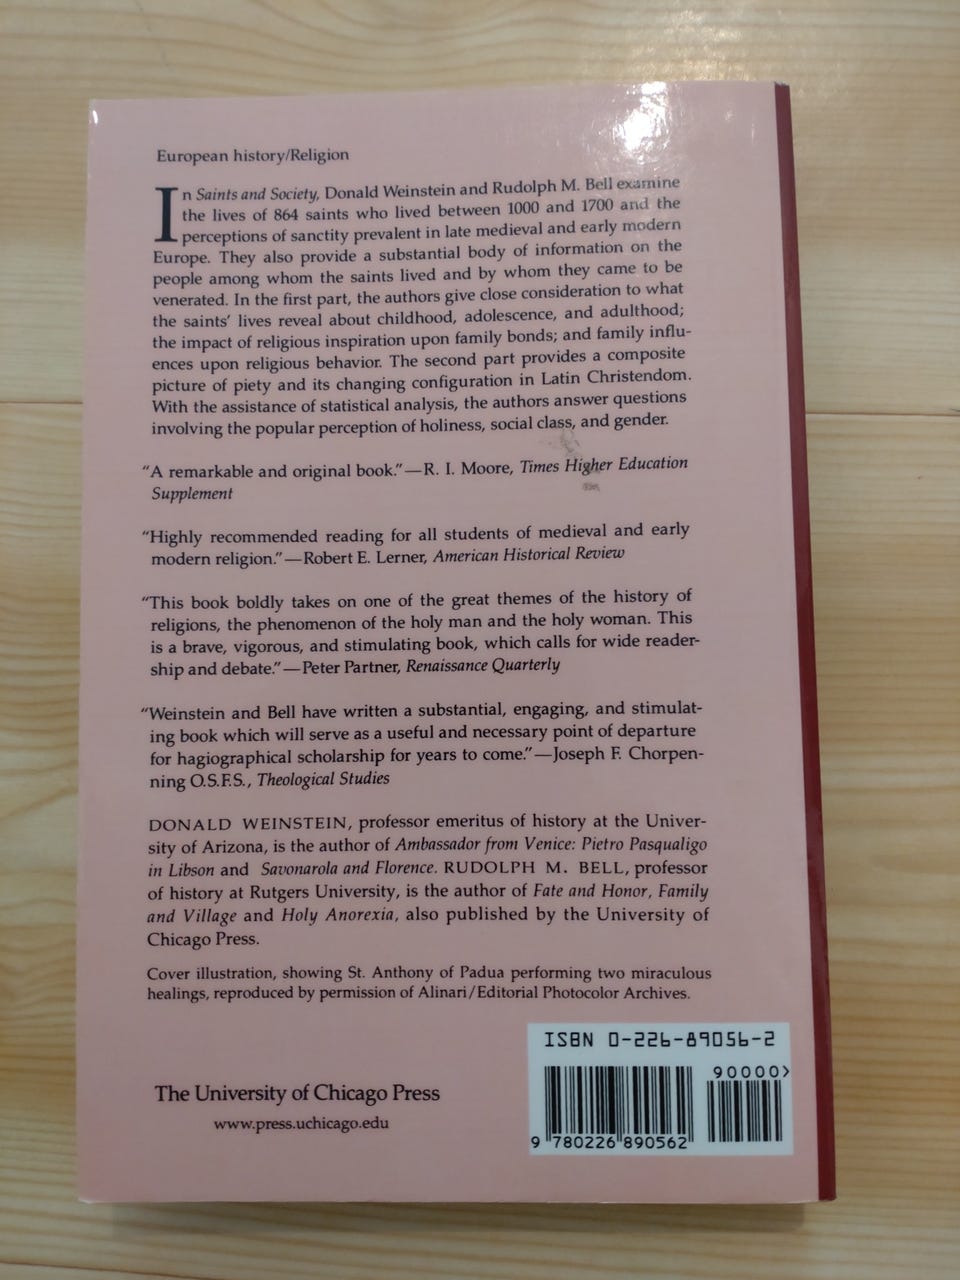 European history/Religion
In Saints and Society, Donald Weinstein and Rudolph M. Bell examine
the lives of 864 saints who lived between 1000 and 1700 and the
perceptions of sanctity prevalent in late medieval and early modern
Europe. They also provide a substantial body of information on the
people among whom the saints lived and by whom they came to be
venerated. In the first part, the authors give close consideration to what
the saints' lives reveal about childhood, adolescence, and adulthood;
the impact of religious inspiration upon family bonds; and family influ-
ences upon religious behavior. The second part provides a composite
picture of piety and its changing configuration in Latin Christendom.
With the assistance of statistical analysis, the authors answer questions
involving the popular perception of holiness, social class, and gender.
“A remarkable and original book.”—R. I. Moore, Times Higher Education
Supplement
“Highly recommended reading for all students of medieval and early
modern religion.”—Robert E. Lerner, American Historical Review
“This book boldly takes on one of the great themes of the history of
religions, the phenomenon of the holy man and the holy woman. This
is a brave, vigorous, and stimulating book, which calls for wide reader-
ship and debate.”—Peter Partner, Renaissance Quarterly
“Weinstein and Bell have written a substantial, engaging, and stimulat-
ing book which will serve as a useful and necessary point of departure
for hagiographical scholarship for years to come.”—Joseph F. Chorpen-
ning O.S.F.S., Theological Studies
DONALD WEINSTEIN, professor emeritus of history at the Univer-
sity of Arizona, is the author of Ambassador from Venice: Pietro Pasqualigo
in Libson and Savonarola and Florence. RUDOLPH M. BELL, professor
of history at Rutgers University, is the author of Fate and Honor, Family
and Village and Holy Anorexia, also published by the University of
Chicago Press.
Cover illustration, showing St. Anthony of Padua performing two miraculous
healings, reproduced by permission of Alinari/Editorial Photocolor Archives.
The University of Chicago Press
www.press.uchicago.edu
ISBN 0-226-89056-2
90000>
9 780226 890562